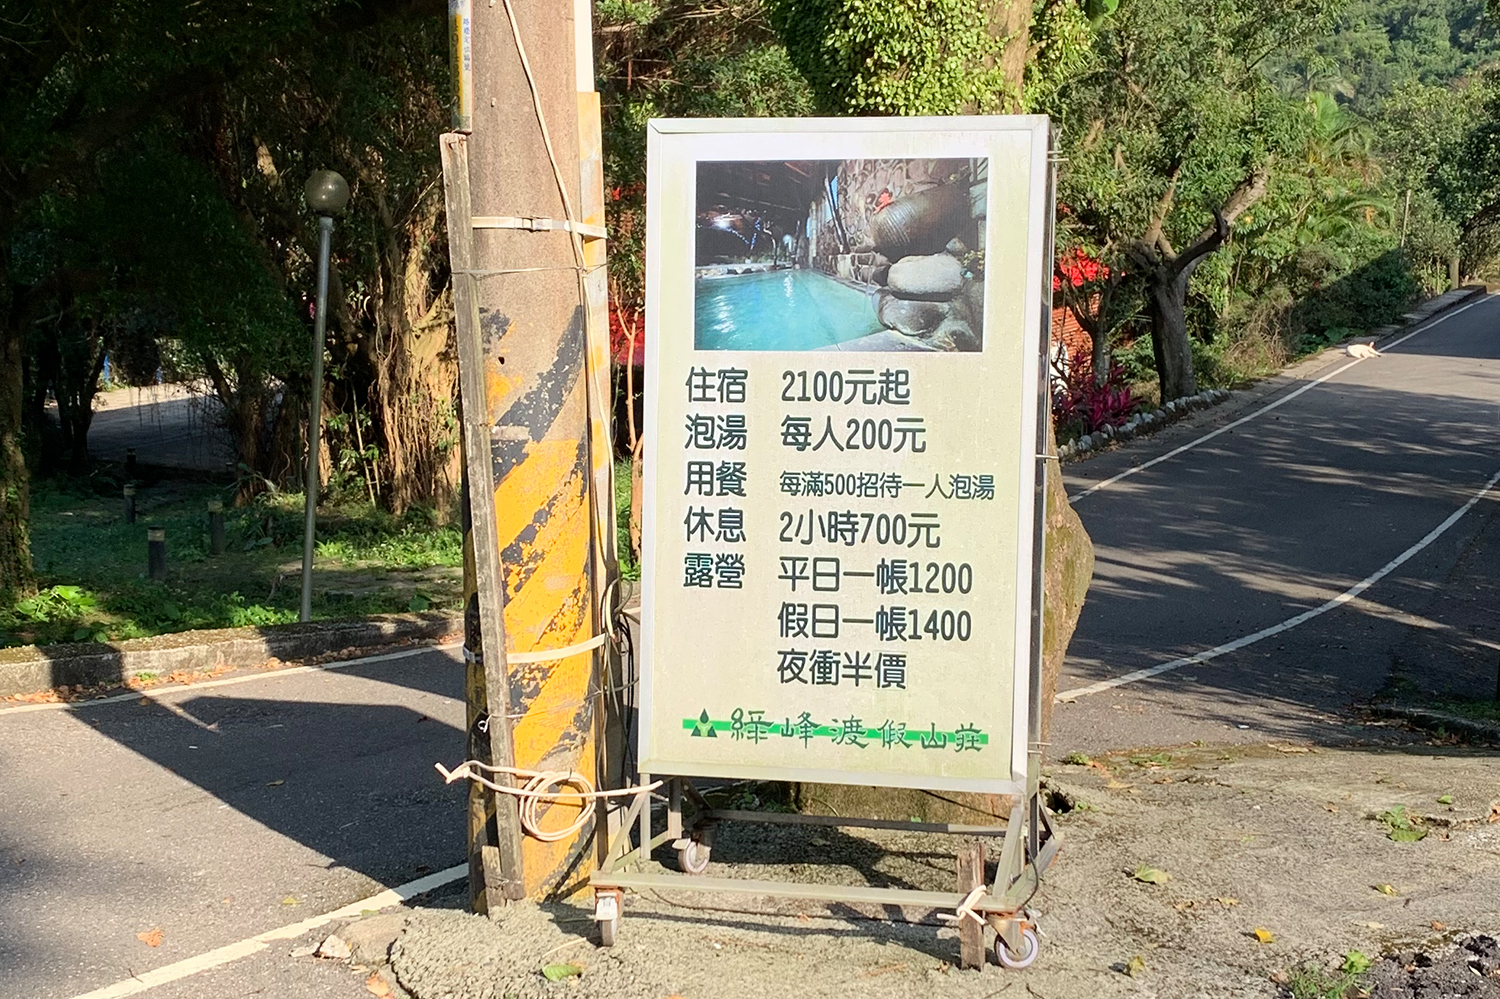 住宿 2100元起
泡湯 每人200元
用餐 每滿500招待一人泡湯
休息 2小時700元
露營 平日一帳1200
假日一帳1400
夜衝半價
綠峰渡假山莊